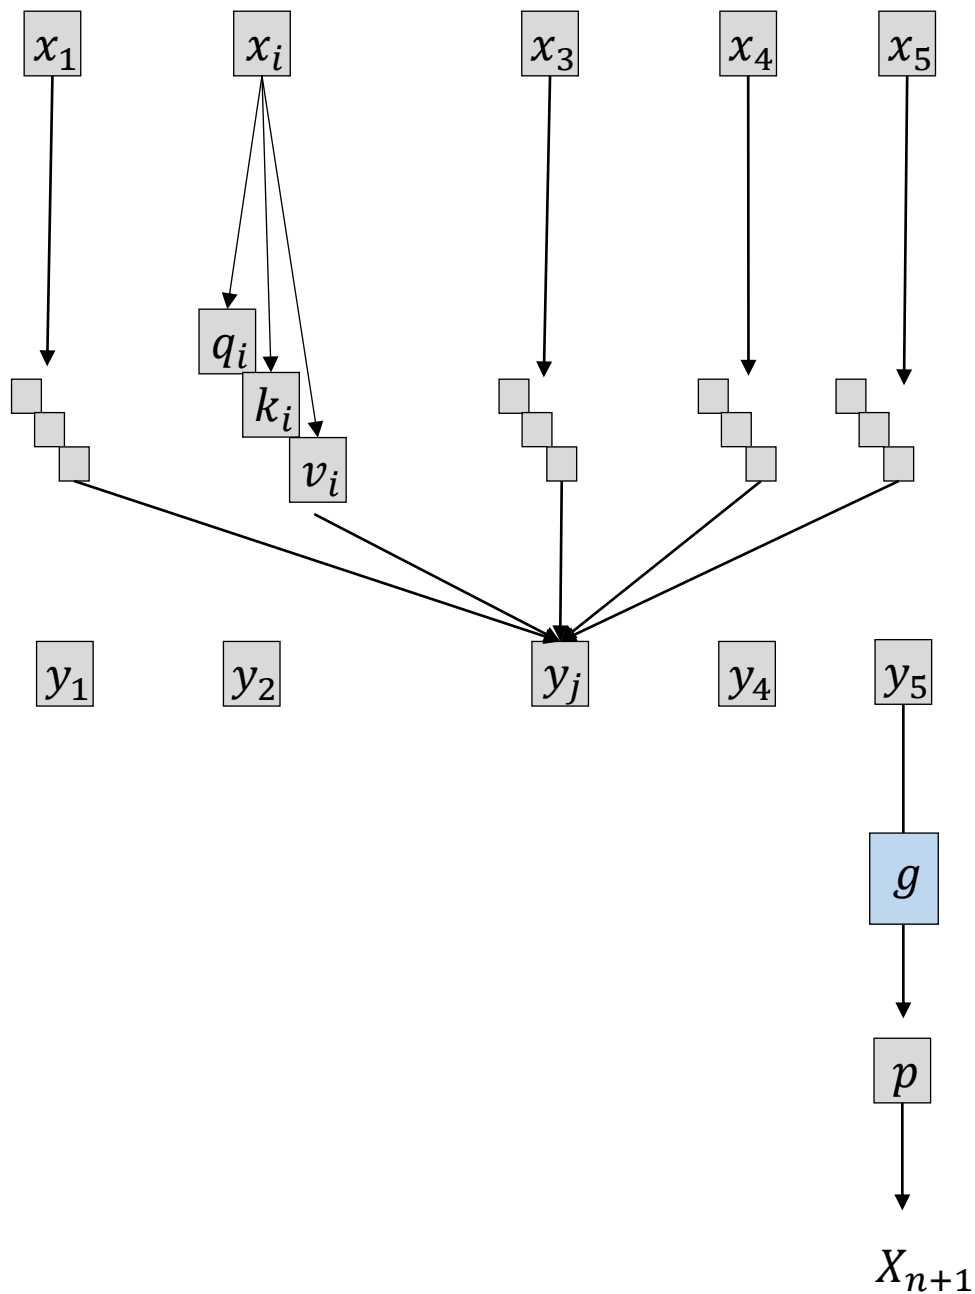 x₁ xᵢ x₃ x₄ x₅
qᵢ
kᵢ
vᵢ
y₁ y₂ yⱼ y₄ y₅
g
p
Xₙ₊₁